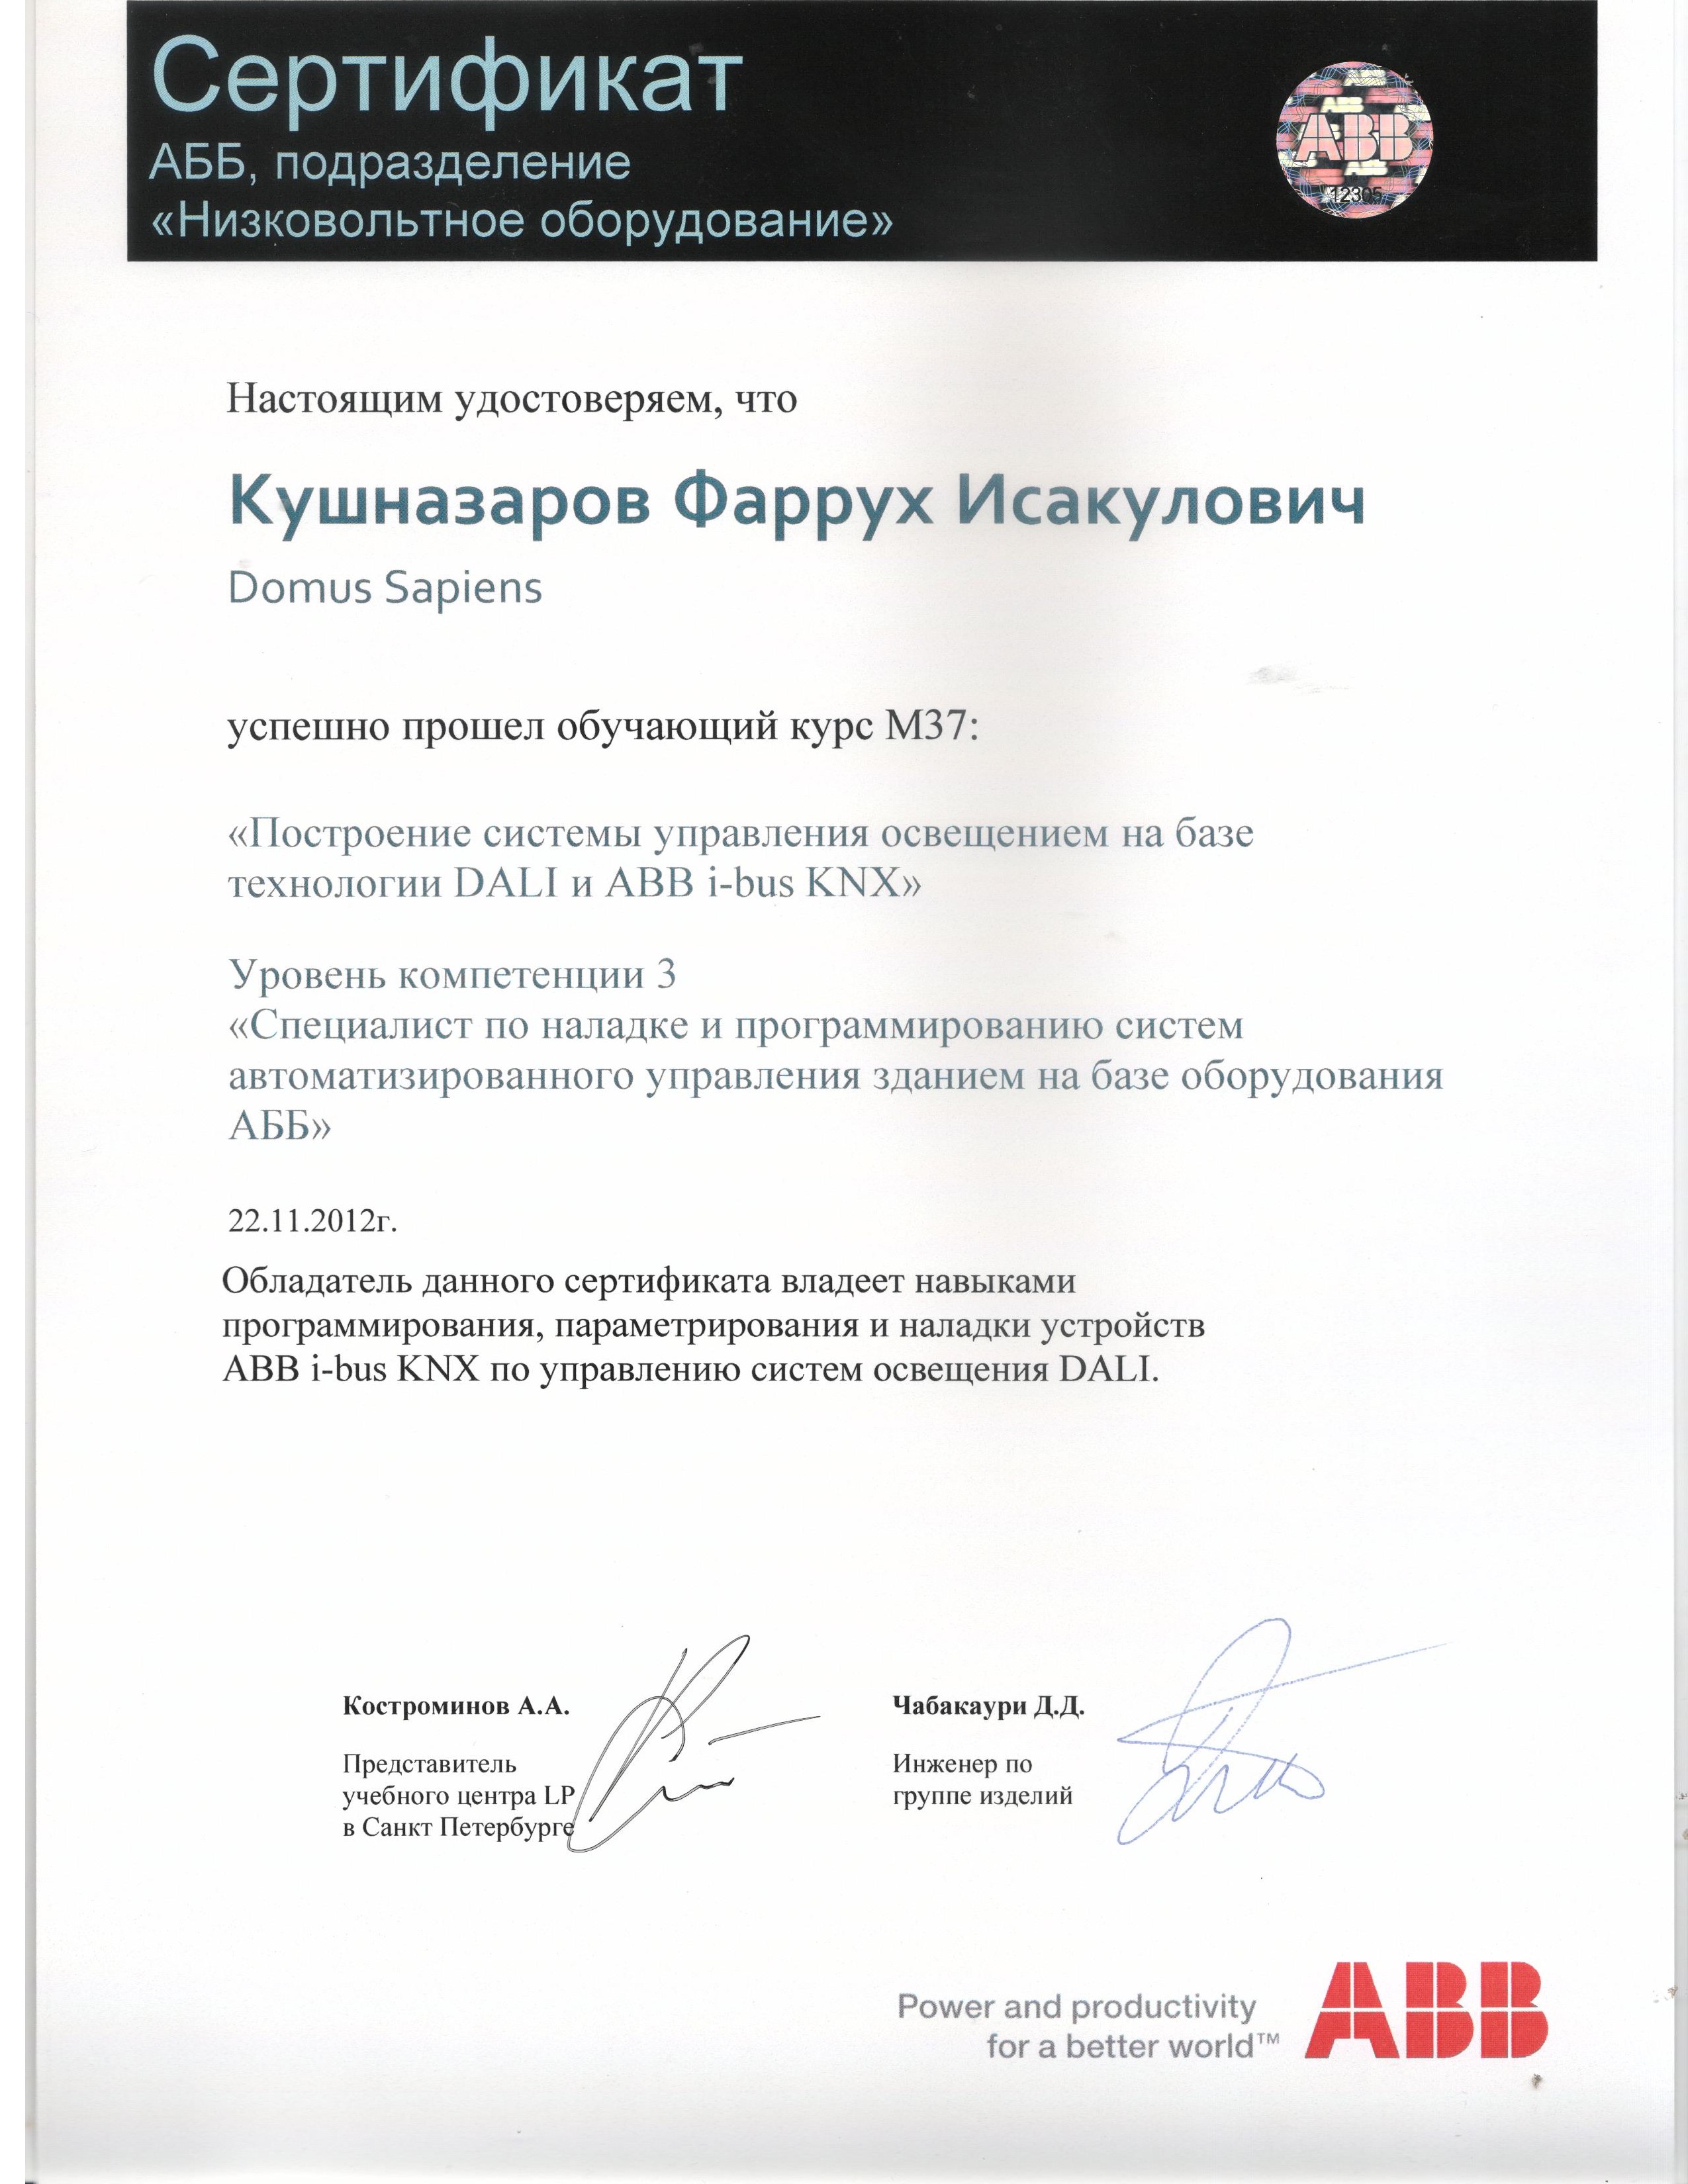 Сертификат
АББ, подразделение
«Низковольтное оборудование»
ABB
12305
Настоящим удостоверяем, что
Кушназаров Фаррух Исакулович
Domus Sapiens
успешно прошел обучающий курс М37:
«Построение системы управления освещением на базе
технологии DALI и ABB i-bus KNX»
Уровень компетенции 3
«Специалист по наладке и программированию систем
автоматизированного управления зданием на базе оборудования
АББ»
22.11.2012г.
Обладатель данного сертификата владеет навыками
программирования, параметрирования и наладки устройств
ABB i-bus KNX по управлению систем освещения DALI.
Костроминов А.А.
Представитель
учебного центра LP
в Санкт Петербурге
Чабакаури Д.Д.
Инженер по
группе изделий
Power and productivity
for a better world™
ABB